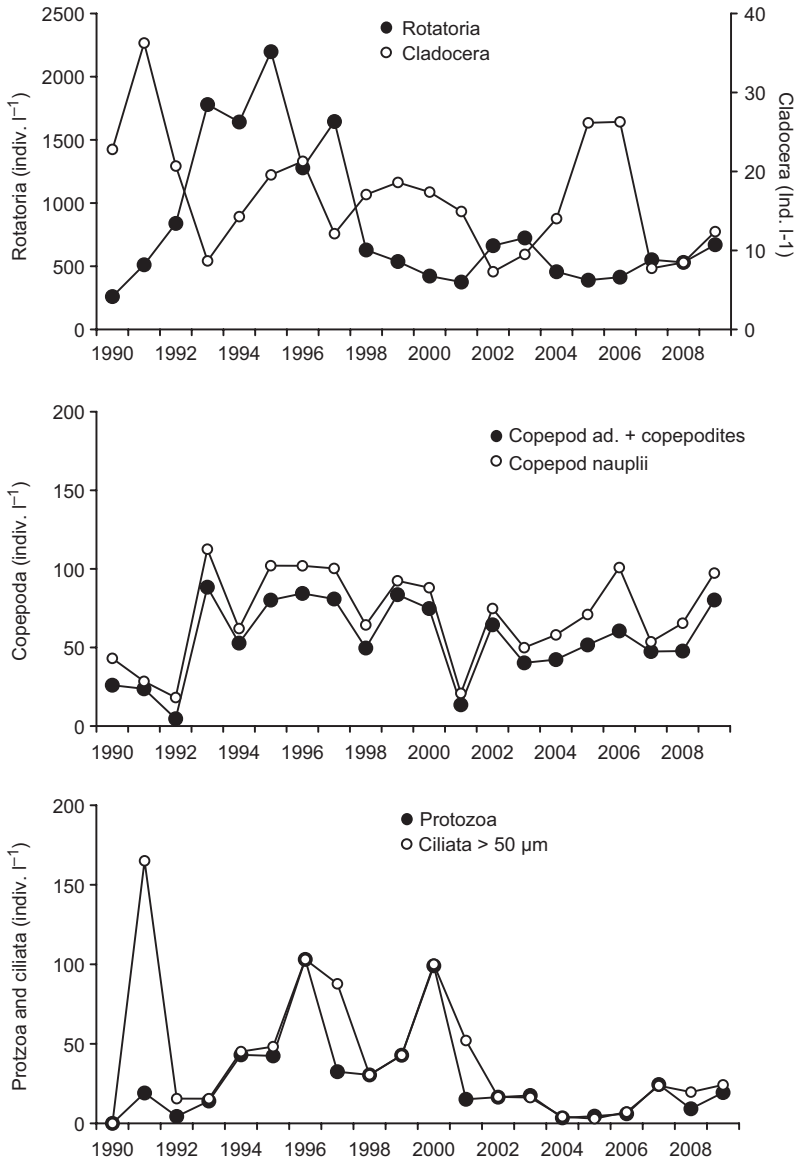 2500
2000
1500
1000
500
0
Rotatoria (indiv. l⁻¹)
Rotatoria
Cladocera
40
30
20
10
0
Cladocera (Ind. l-1)
1990 1992 1994 1996 1998 2000 2002 2004 2006 2008
200
150
100
50
0
Copepoda (indiv. l⁻¹)
Copepod ad. + copepodites
Copepod nauplii
1990 1992 1994 1996 1998 2000 2002 2004 2006 2008
200
150
100
50
0
Protzoa and ciliata (indiv. l⁻¹)
Protozoa
Ciliata > 50 µm
1990 1992 1994 1996 1998 2000 2002 2004 2006 2008